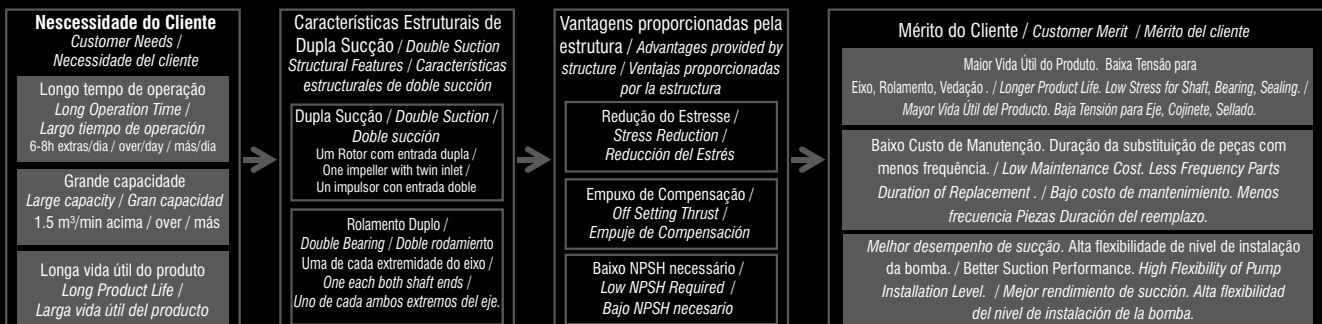 Nescessidade do Cliente
Customer Needs /
Necessidade del cliente
Longo tempo de operação
Long Operation Time /
Largo tiempo de operación
6-8h extras/dia / over/day / más/día
Grande capacidade
Large capacity / Gran capacidad
1.5 m³/min acima / over / más
Longa vida útil do produto
Long Product Life /
Larga vida útil del producto
Características Estruturais de
Dupla Sucção / Double Suction
Structural Features / Características
estructurales de doble succión
Dupla Sucção / Double Suction /
Doble succión
Um Rotor com entrada dupla /
One impeller with twin inlet /
Un impulsor con entrada doble
Rolamento Duplo /
Double Bearing / Doble rodamiento
Uma de cada extremidade do eixo /
One each both shaft ends /
Uno de cada ambos extremos del eje.
Vantagens proporcionadas pela
estrutura / Advantages provided by
structure / Ventajas proporcionadas
por la estructura
Redução do Estresse /
Stress Reduction /
Reducción del Estrés
Empuxo de Compensação /
Off Setting Thrust /
Empuje de Compensación
Baixo NPSH necessário /
Low NPSH Required /
Bajo NPSH necesario
Mérito do Cliente / Customer Merit / Mérito del cliente
Maior Vida Útil do Produto. Baixa Tensão para
Eixo, Rolamento, Vedação . / Longer Product Life. Low Stress for Shaft, Bearing, Sealing. /
Mayor Vida Útil del Producto. Baja Tensión para Eje, Cojinete, Sellado.
Baixo Custo de Manutenção. Duração da substituição de peças com
menos frequência. / Low Maintenance Cost. Less Frequency Parts
Duration of Replacement . / Bajo costo de mantenimiento. Menos
frecuencia Piezas Duración del reemplazo.
Melhor desempenho de sucção. Alta flexibilidade de nível de instalação
da bomba. / Better Suction Performance. High Flexibility of Pump
Installation Level. / Mejor rendimiento de succión. Alta flexibilidad
del nivel de instalación de la bomba.